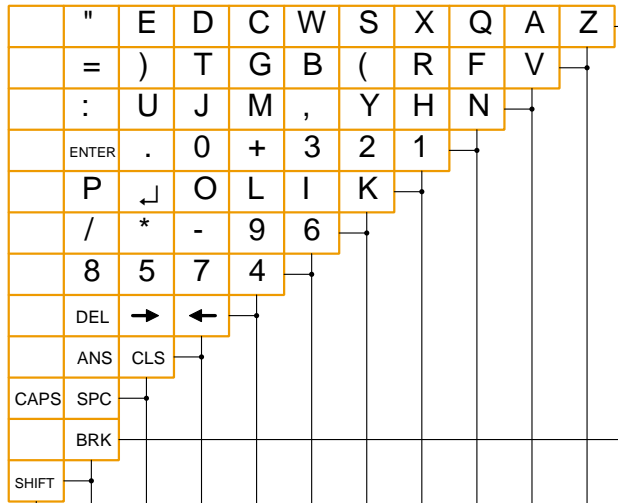 " E D C W S X Q A Z
= ) T G B ( R F V
: U J M , Y H N
ENTER . 0 + 3 2 1
P ↵ O L I K
/ * - 9 6
8 5 7 4
DEL → ←
ANS CLS
CAPS SPC
BRK
SHIFT